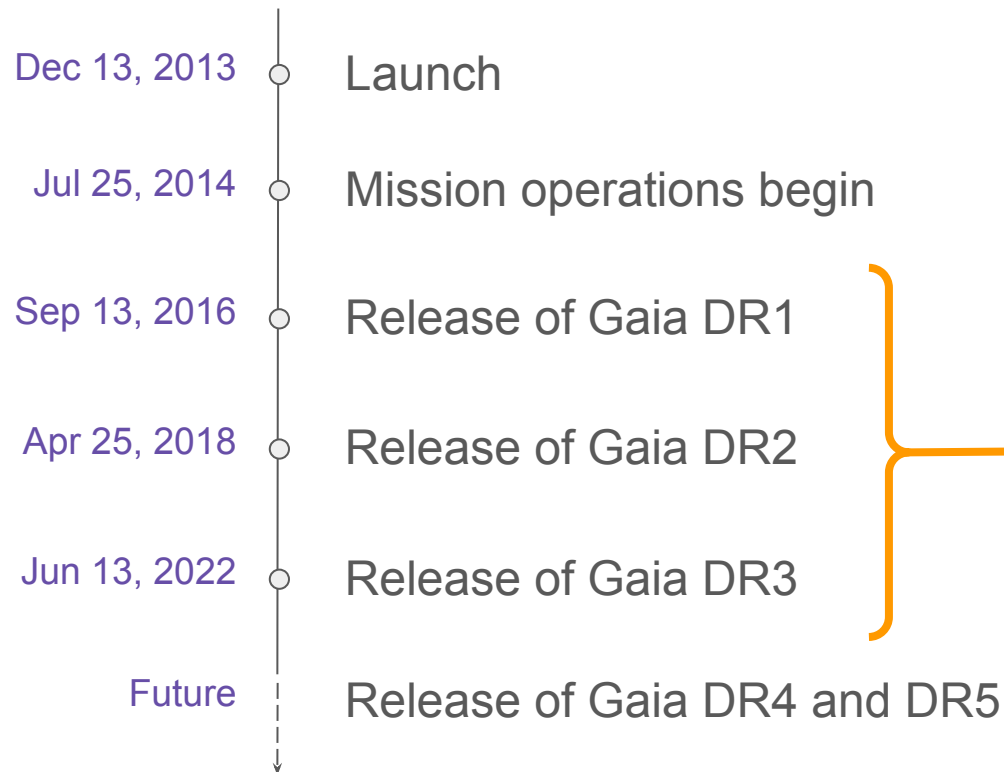 Dec 13, 2013 Launch
Jul 25, 2014 Mission operations begin
Sep 13, 2016 Release of Gaia DR1
Apr 25, 2018 Release of Gaia DR2
Jun 13, 2022 Release of Gaia DR3
Future Release of Gaia DR4 and DR5